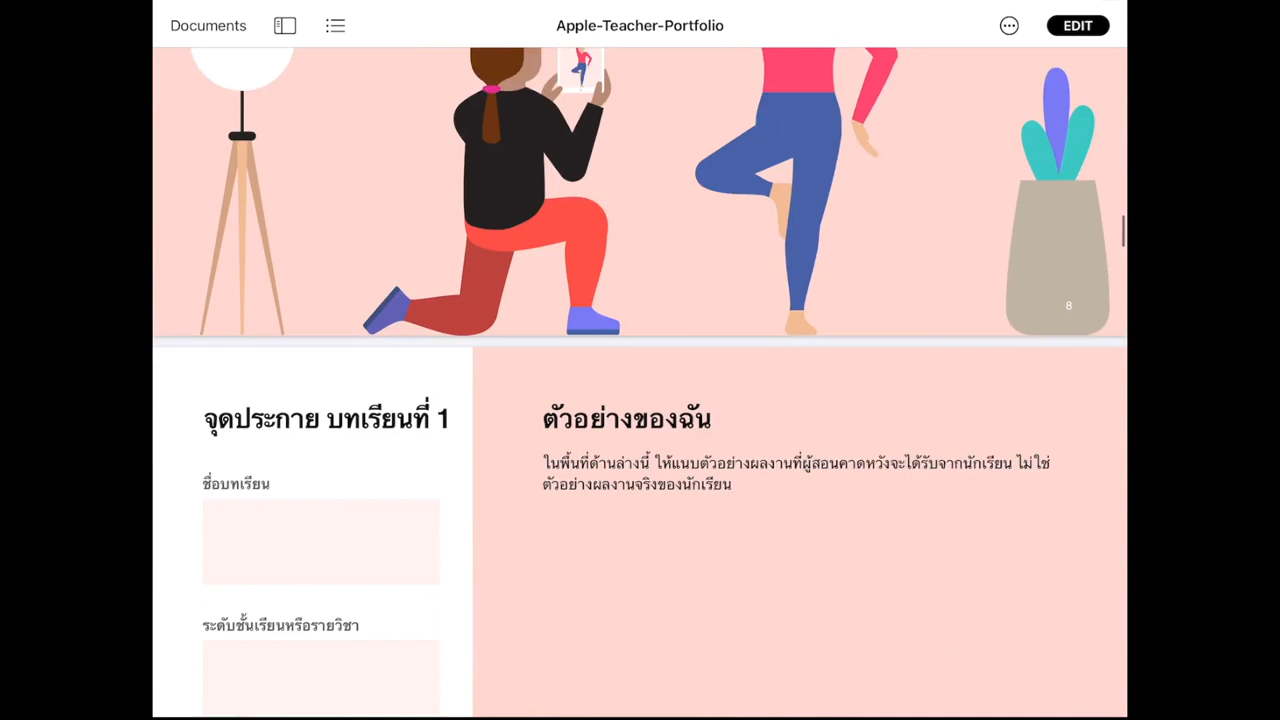 Documents
Apple-Teacher-Portfolio
EDIT
8
จุดประกาย บทเรียนที่ 1
ชื่อบทเรียน
ระดับชั้นเรียนหรือรายวิชา
ตัวอย่างของฉัน
ในพื้นที่ด้านล่างนี้ ให้แนบตัวอย่างผลงานที่ผู้สอนคาดหวังจะได้รับจากนักเรียน ไม่ใช่
ตัวอย่างผลงานจริงของนักเรียน